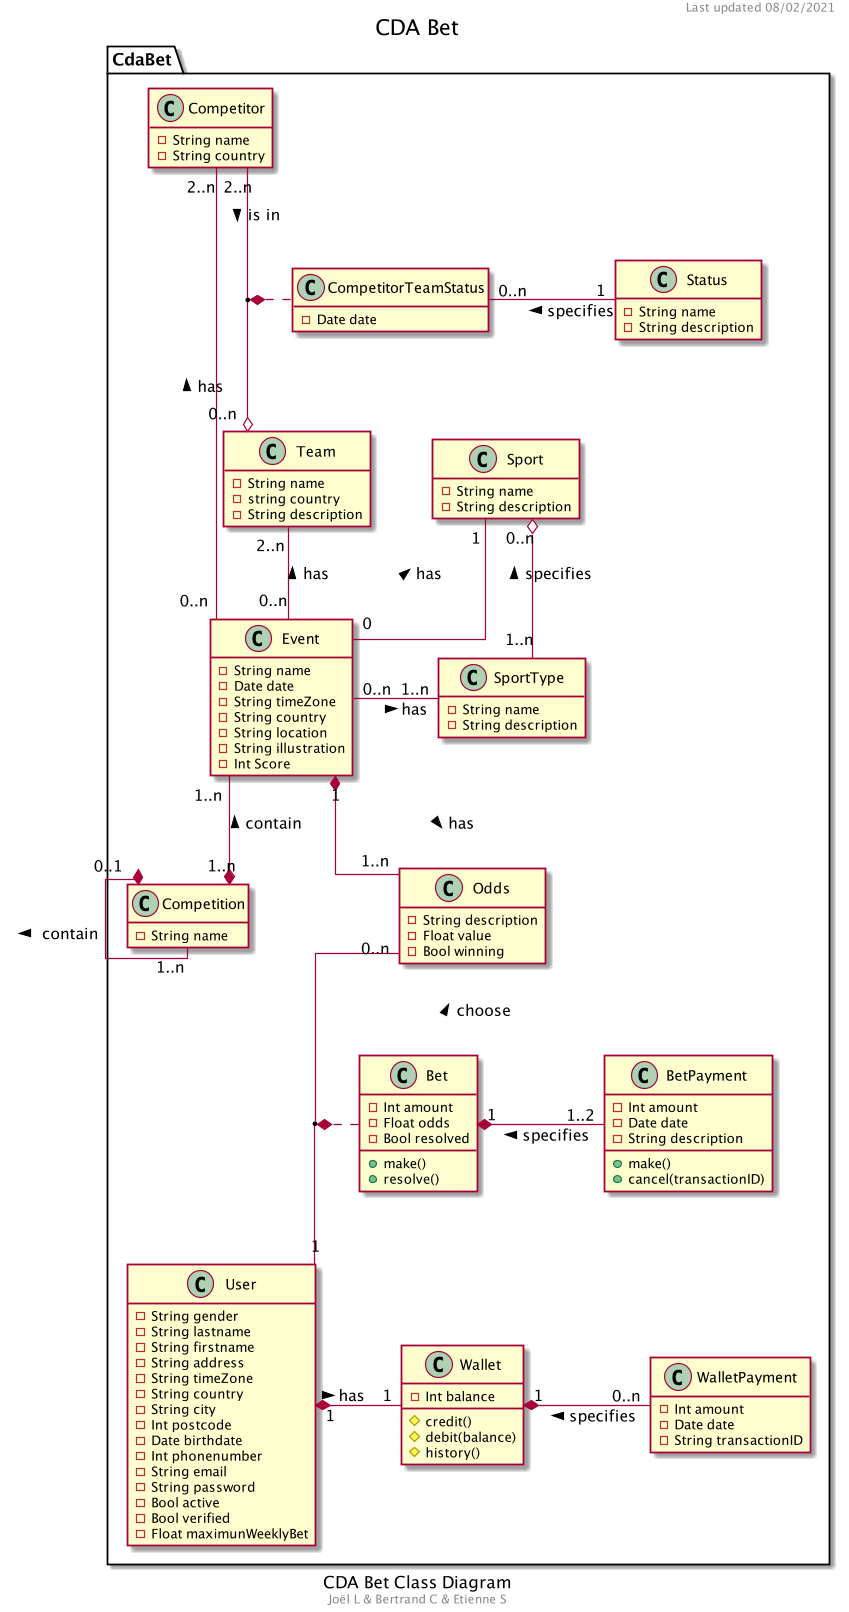 Last updated 08/02/2021
CDA Bet
CdaBet
C Competitor
String name
String country
2..n 2..n
is in
C CompetitorTeamStatus
Date date
0..n 1
specifies
C Status
String name
String description
has
0..n
C Team
String name
string country
String description
C Sport
String name
String description
2..n
1
0..n
has
has
specifies
0..n
0..n
0
1..n
C Event
String name
Date date
String timeZone
String country
String location
String illustration
Int Score
0..n 1..n
has
C SportType
String name
String description
1..n
1
contain
has
0..1
1..n
1..n
C Competition
String name
contain
1..n
C Odds
String description
Float value
Bool winning
0..n
choose
C Bet
Int amount
Float odds
Bool resolved
make()
resolve()
1 1..2
specifies
C BetPayment
Int amount
Date date
String description
make()
cancel(transactionID)
1
C User
String gender
String lastname
String firstname
String address
String timeZone
String country
String city
Int postcode
Date birthdate
Int phonenumber
String email
String password
Bool active
Bool verified
Float maximunWeeklyBet
has 1
1
C Wallet
Int balance
credit()
debit(balance)
history()
1 0..n
specifies
C WalletPayment
Int amount
Date date
String transactionID
CDA Bet Class Diagram
Joël L & Bertrand C & Etienne S